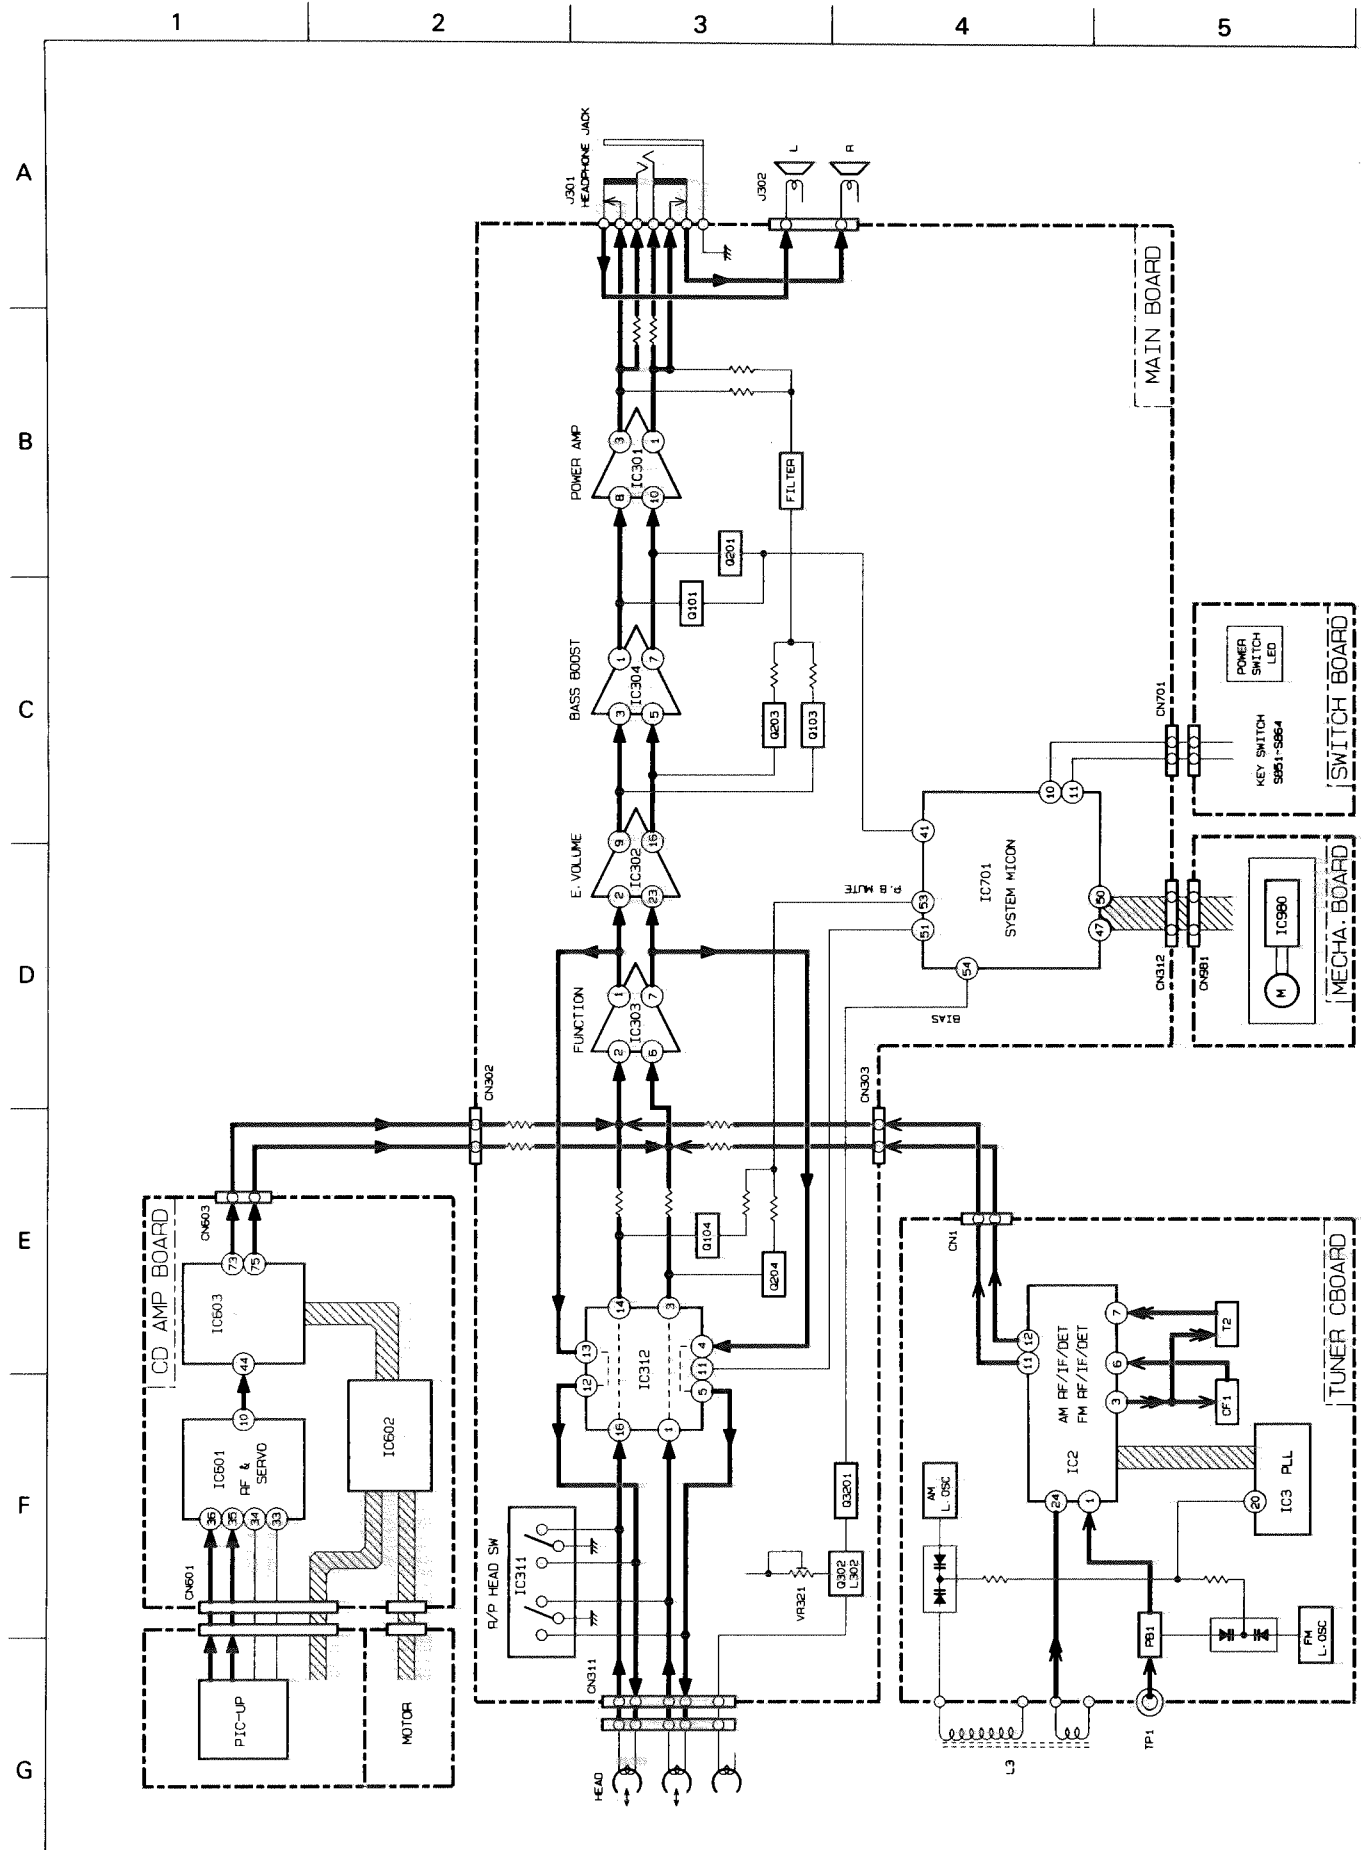 1 2 3 4 5
A
B
C
D
E
F
G
J301
HEADPHONE JACK
J302
L
R
MAIN BOARD
POWER AMP
3
1
IC301
8
10
FILTER
Q201
Q101
BASS BOOST
1
7
IC304
3
5
Q203
Q103
E.VOLUME
9
16
IC302
2
23
P.B MUTE
41
53
51
54
IC701
SYSTEM MICON
10
11
50
47
BIAS
CN701
CN312
CN981
POWER
SWITCH
LED
KEY SWITCH
S851~S864
SWITCH BOARD
IC980
M
MECHA. BOARD
FUNCTION
1
7
IC303
2
6
CN302
CN303
CD AMP BOARD
CN603
73
75
IC603
44
10
IC601
RF &
SERVO
36
35
34
33
IC602
CN601
PIC-UP
MOTOR
Q104
Q204
14
3
13
4
11
12
5
16
1
IC312
R/P HEAD SW
IC311
CN311
HEAD
VR321
Q3201
Q302
L302
CN1
TUNER CBOARD
12
11
7
6
3
24
1
AM RF/IF/DET
FM RF/IF/DET
IC2
T2
CF1
IC3 PLL
20
AM
L.OSC
FM
L.OSC
PB1
TP1
L3